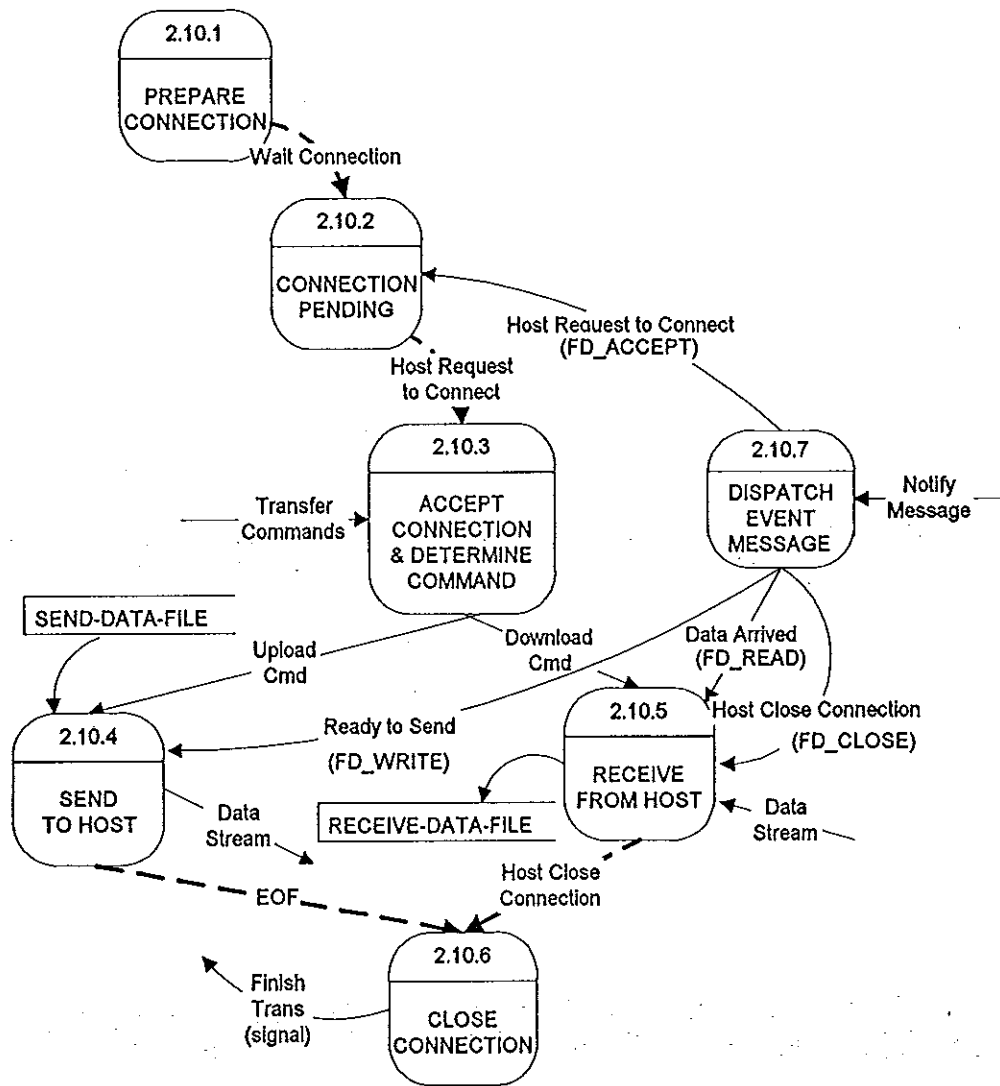 2.10.1
PREPARE
CONNECTION
Wait Connection
2.10.2
CONNECTION
PENDING
Host Request to Connect
(FD_ACCEPT)
Host Request
to Connect
2.10.3
ACCEPT
CONNECTION
& DETERMINE
COMMAND
Transfer
Commands
2.10.7
DISPATCH
EVENT
MESSAGE
Notify
Message
SEND-DATA-FILE
Upload
Cmd
Download
Cmd
Data Arrived
(FD_READ)
Host Close Connection
(FD_CLOSE)
Ready to Send
(FD_WRITE)
2.10.4
SEND
TO HOST
2.10.5
RECEIVE
FROM HOST
RECEIVE-DATA-FILE
Data
Stream
Data
Stream
EOF
Host Close
Connection
2.10.6
CLOSE
CONNECTION
Finish
Trans
(signal)